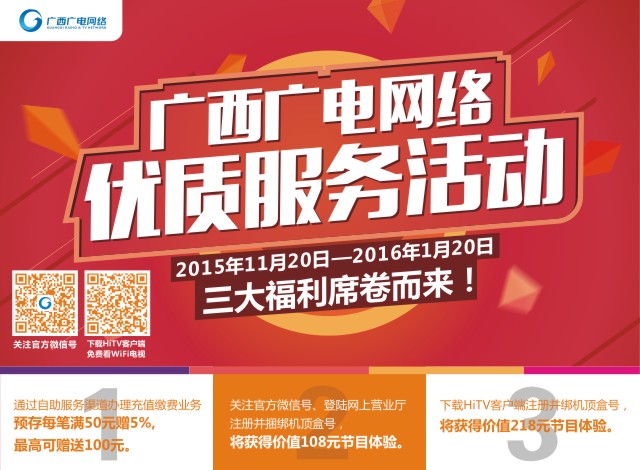 广西广电网络
GUANGXI RADIO & TV NETWORK
广西广电网络
优质服务活动
2015年11月20日—2016年1月20日
三大福利席卷而来！
关注官方微信号
下载HiTV客户端
免费看WiFi电视
1
通过自助服务渠道办理充值缴费业务
预存每笔满50元赠5%，
最高可赠送100元。
2
关注官方微信号、登陆网上营业厅
注册并捆绑机顶盒号，
将获得价值108元节目体验。
3
下载HiTV客户端注册并绑机顶盒号，
将获得价值218元节目体验。